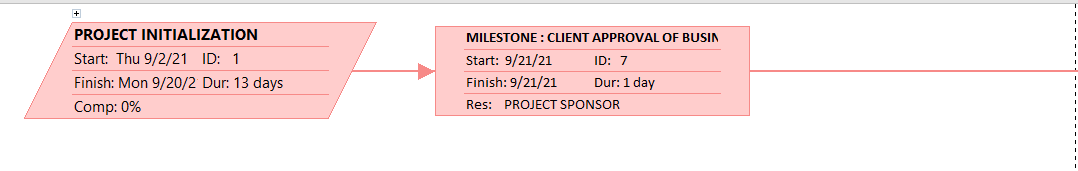 PROJECT INITIALIZATION
Start: Thu 9/2/21 ID: 1
Finish: Mon 9/20/2 Dur: 13 days
Comp: 0%
MILESTONE : CLIENT APPROVAL OF BUSIN
Start: 9/21/21 ID: 7
Finish: 9/21/21 Dur: 1 day
Res: PROJECT SPONSOR